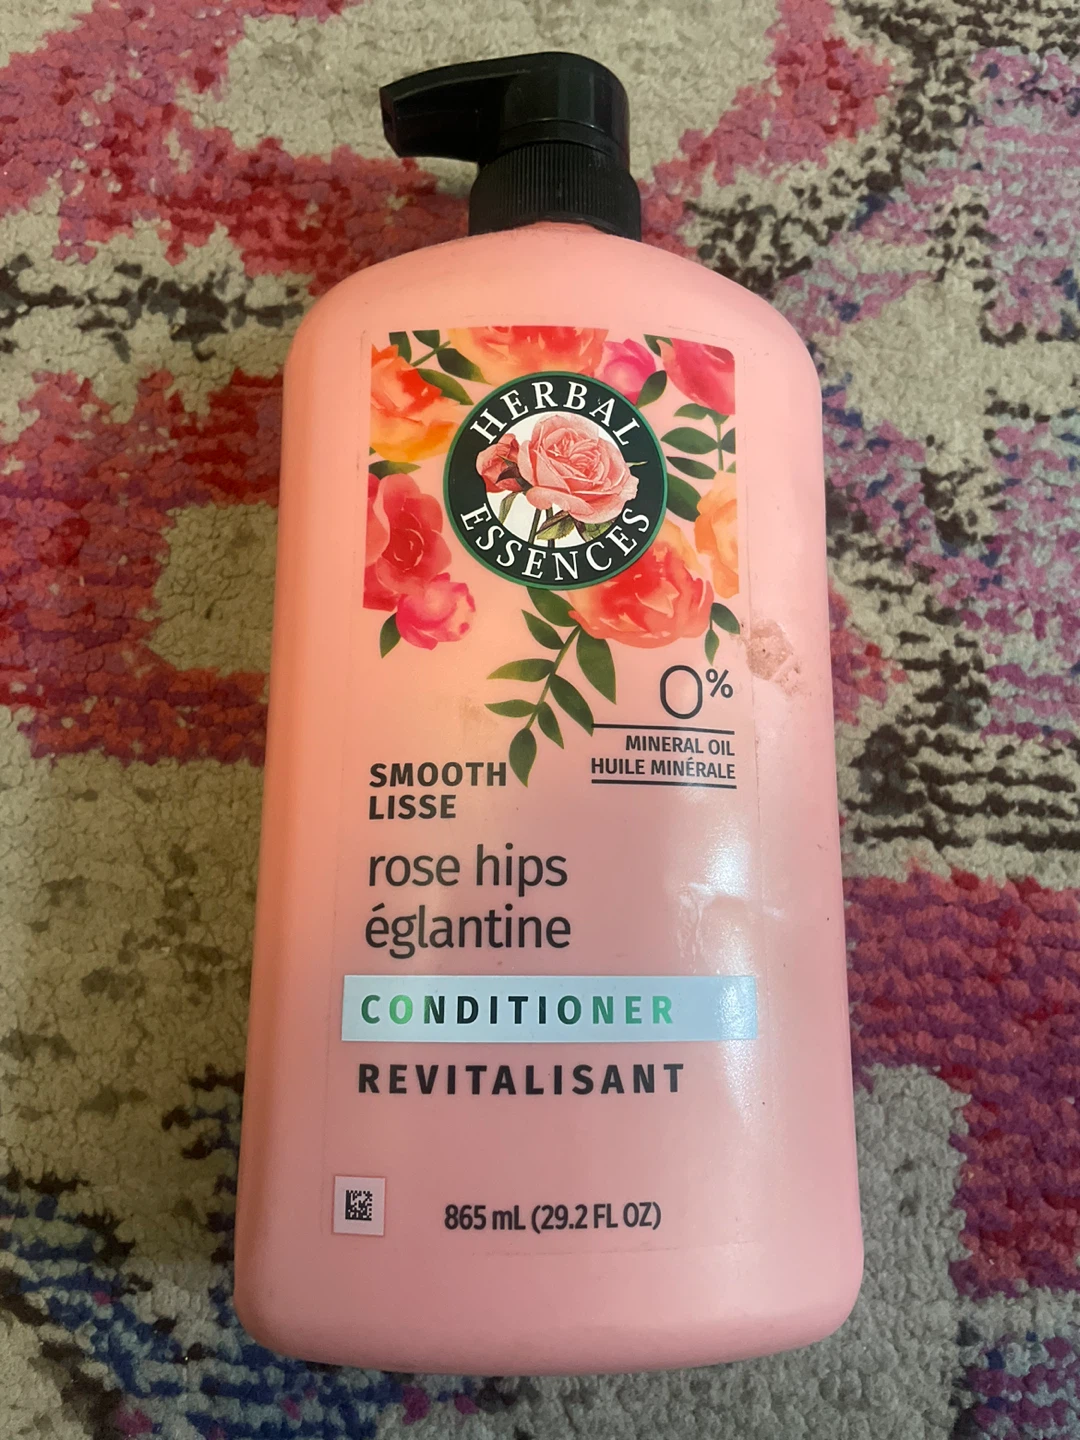 HERBAL
ESSENCES
0%
MINERAL OIL
HUILE MINÉRALE
SMOOTH
LISSE
rose hips
églantine
CONDITIONER
REVITALISANT
865 mL (29.2 FL OZ)